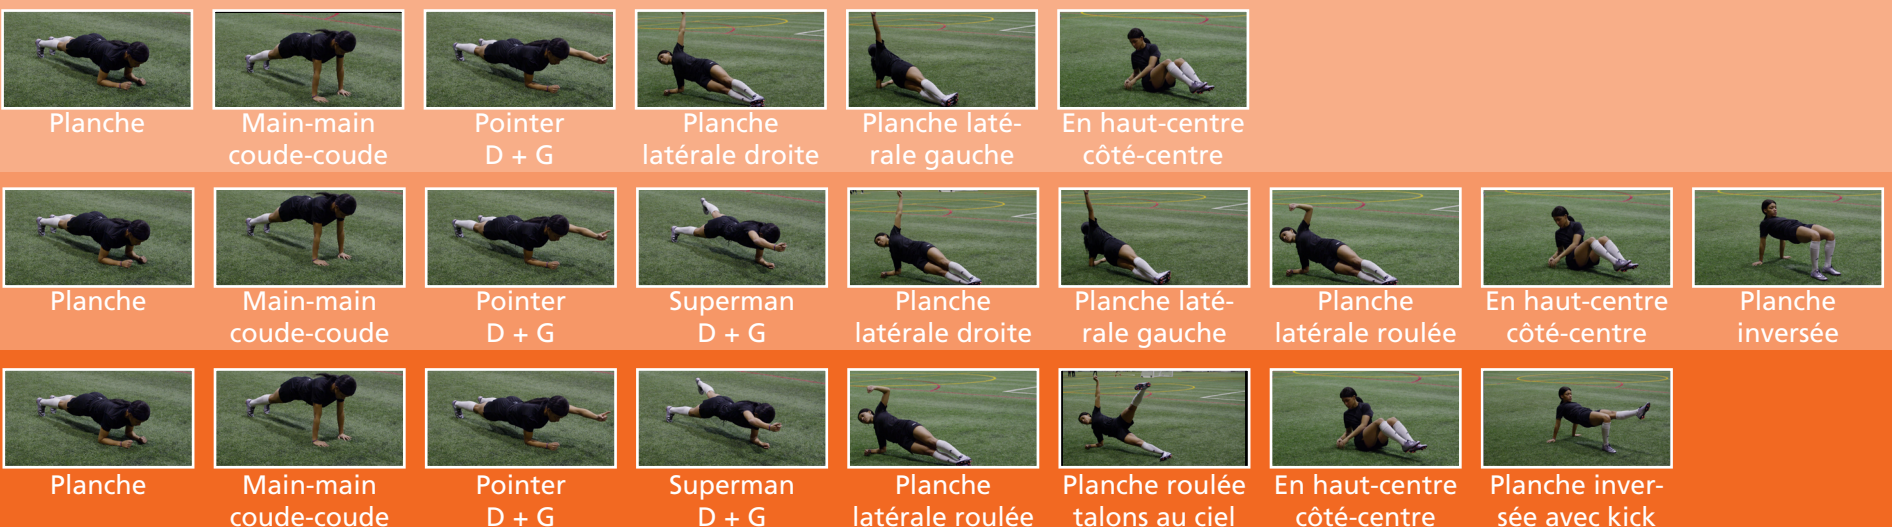 Planche
Main-main
coude-coude
Pointer
D + G
Planche
latérale droite
Planche laté-
rale gauche
En haut-centre
côté-centre
Planche
Main-main
coude-coude
Pointer
D + G
Superman
D + G
Planche
latérale droite
Planche laté-
rale gauche
Planche
latérale roulée
En haut-centre
côté-centre
Planche
inversée
Planche
Main-main
coude-coude
Pointer
D + G
Superman
D + G
Planche
latérale roulée
Planche roulée
talons au ciel
En haut-centre
côté-centre
Planche inver-
sée avec kick